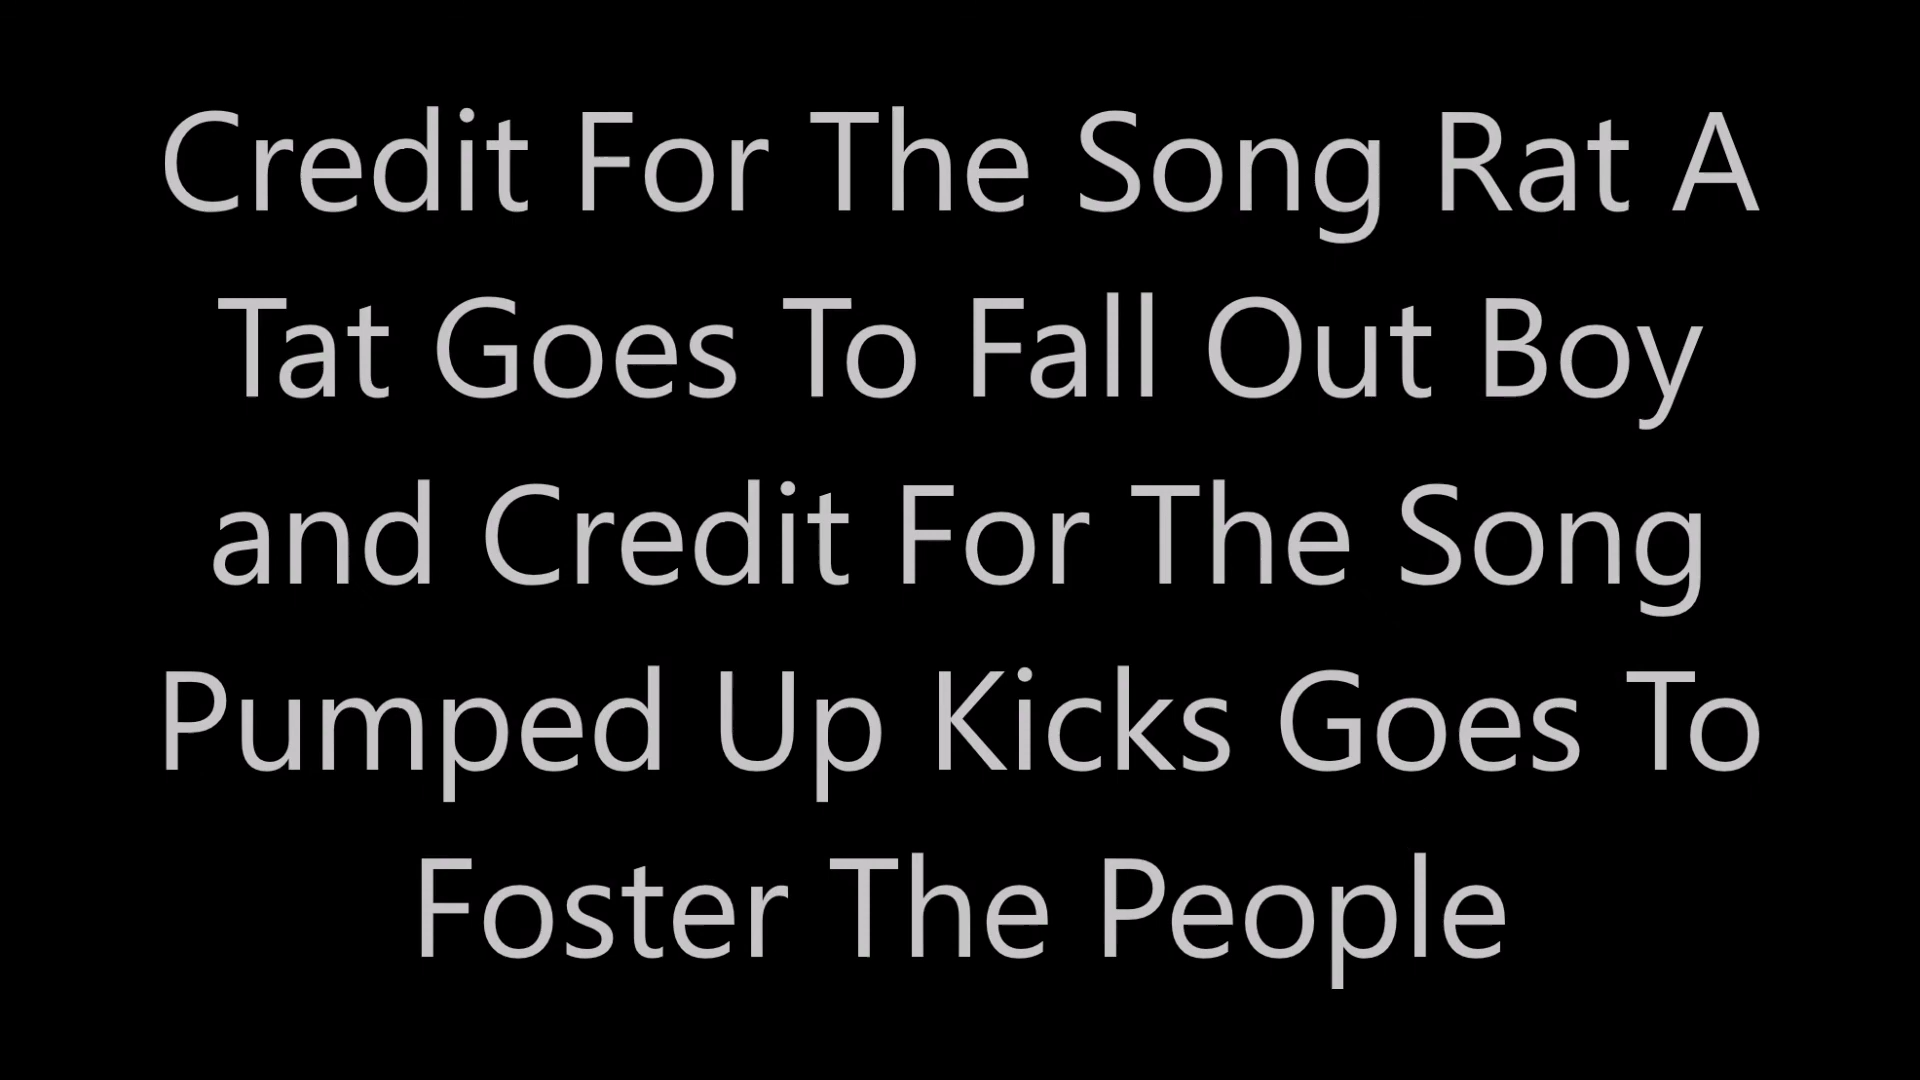 Credit For The Song Rat A
Tat Goes To Fall Out Boy
and Credit For The Song
Pumped Up Kicks Goes To
Foster The People